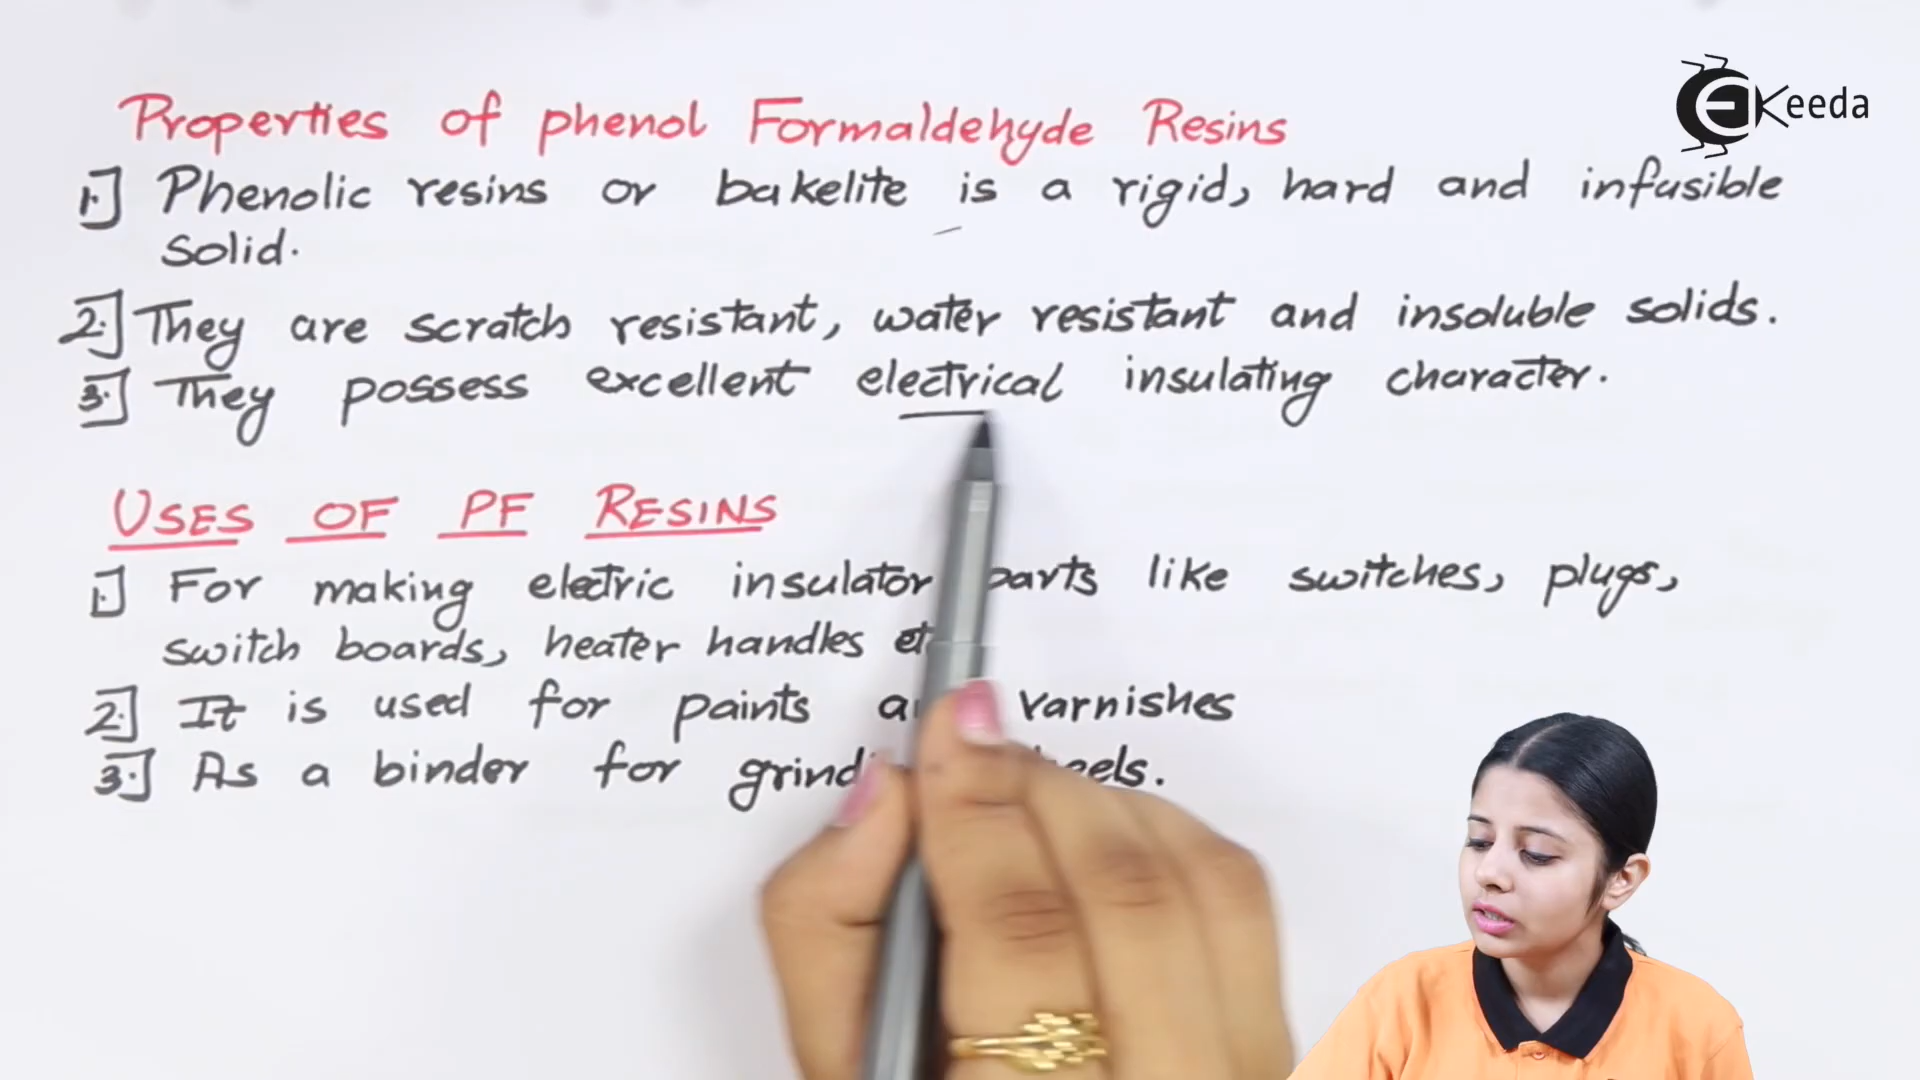 EKeeda
Properties of phenol Formaldehyde Resins
1.] Phenolic resins or bakelite is a rigid, hard and infusible
solid.
2.] They are scratch resistant, water resistant and insoluble solids.
3.] They possess excellent electrical insulating character.
USES OF PF RESINS
1.] For making electric insulator parts like switches, plugs,
switch boards, heater handles
2.] It is used for paints varnishes
3.] As a binder for